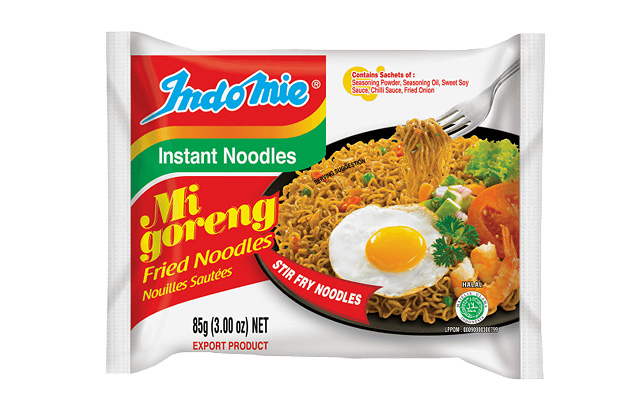 Indomie®
Instant Noodles
Mi
goreng
Fried Noodles
Nouilles Sautées
Contains Sachets of :
Seasoning Powder, Seasoning Oil, Sweet Soy
Sauce, Chilli Sauce, Fried Onion
SERVING SUGGESTION
STIR FRY NOODLES
85g (3.00 oz) NET
EXPORT PRODUCT
HALAL